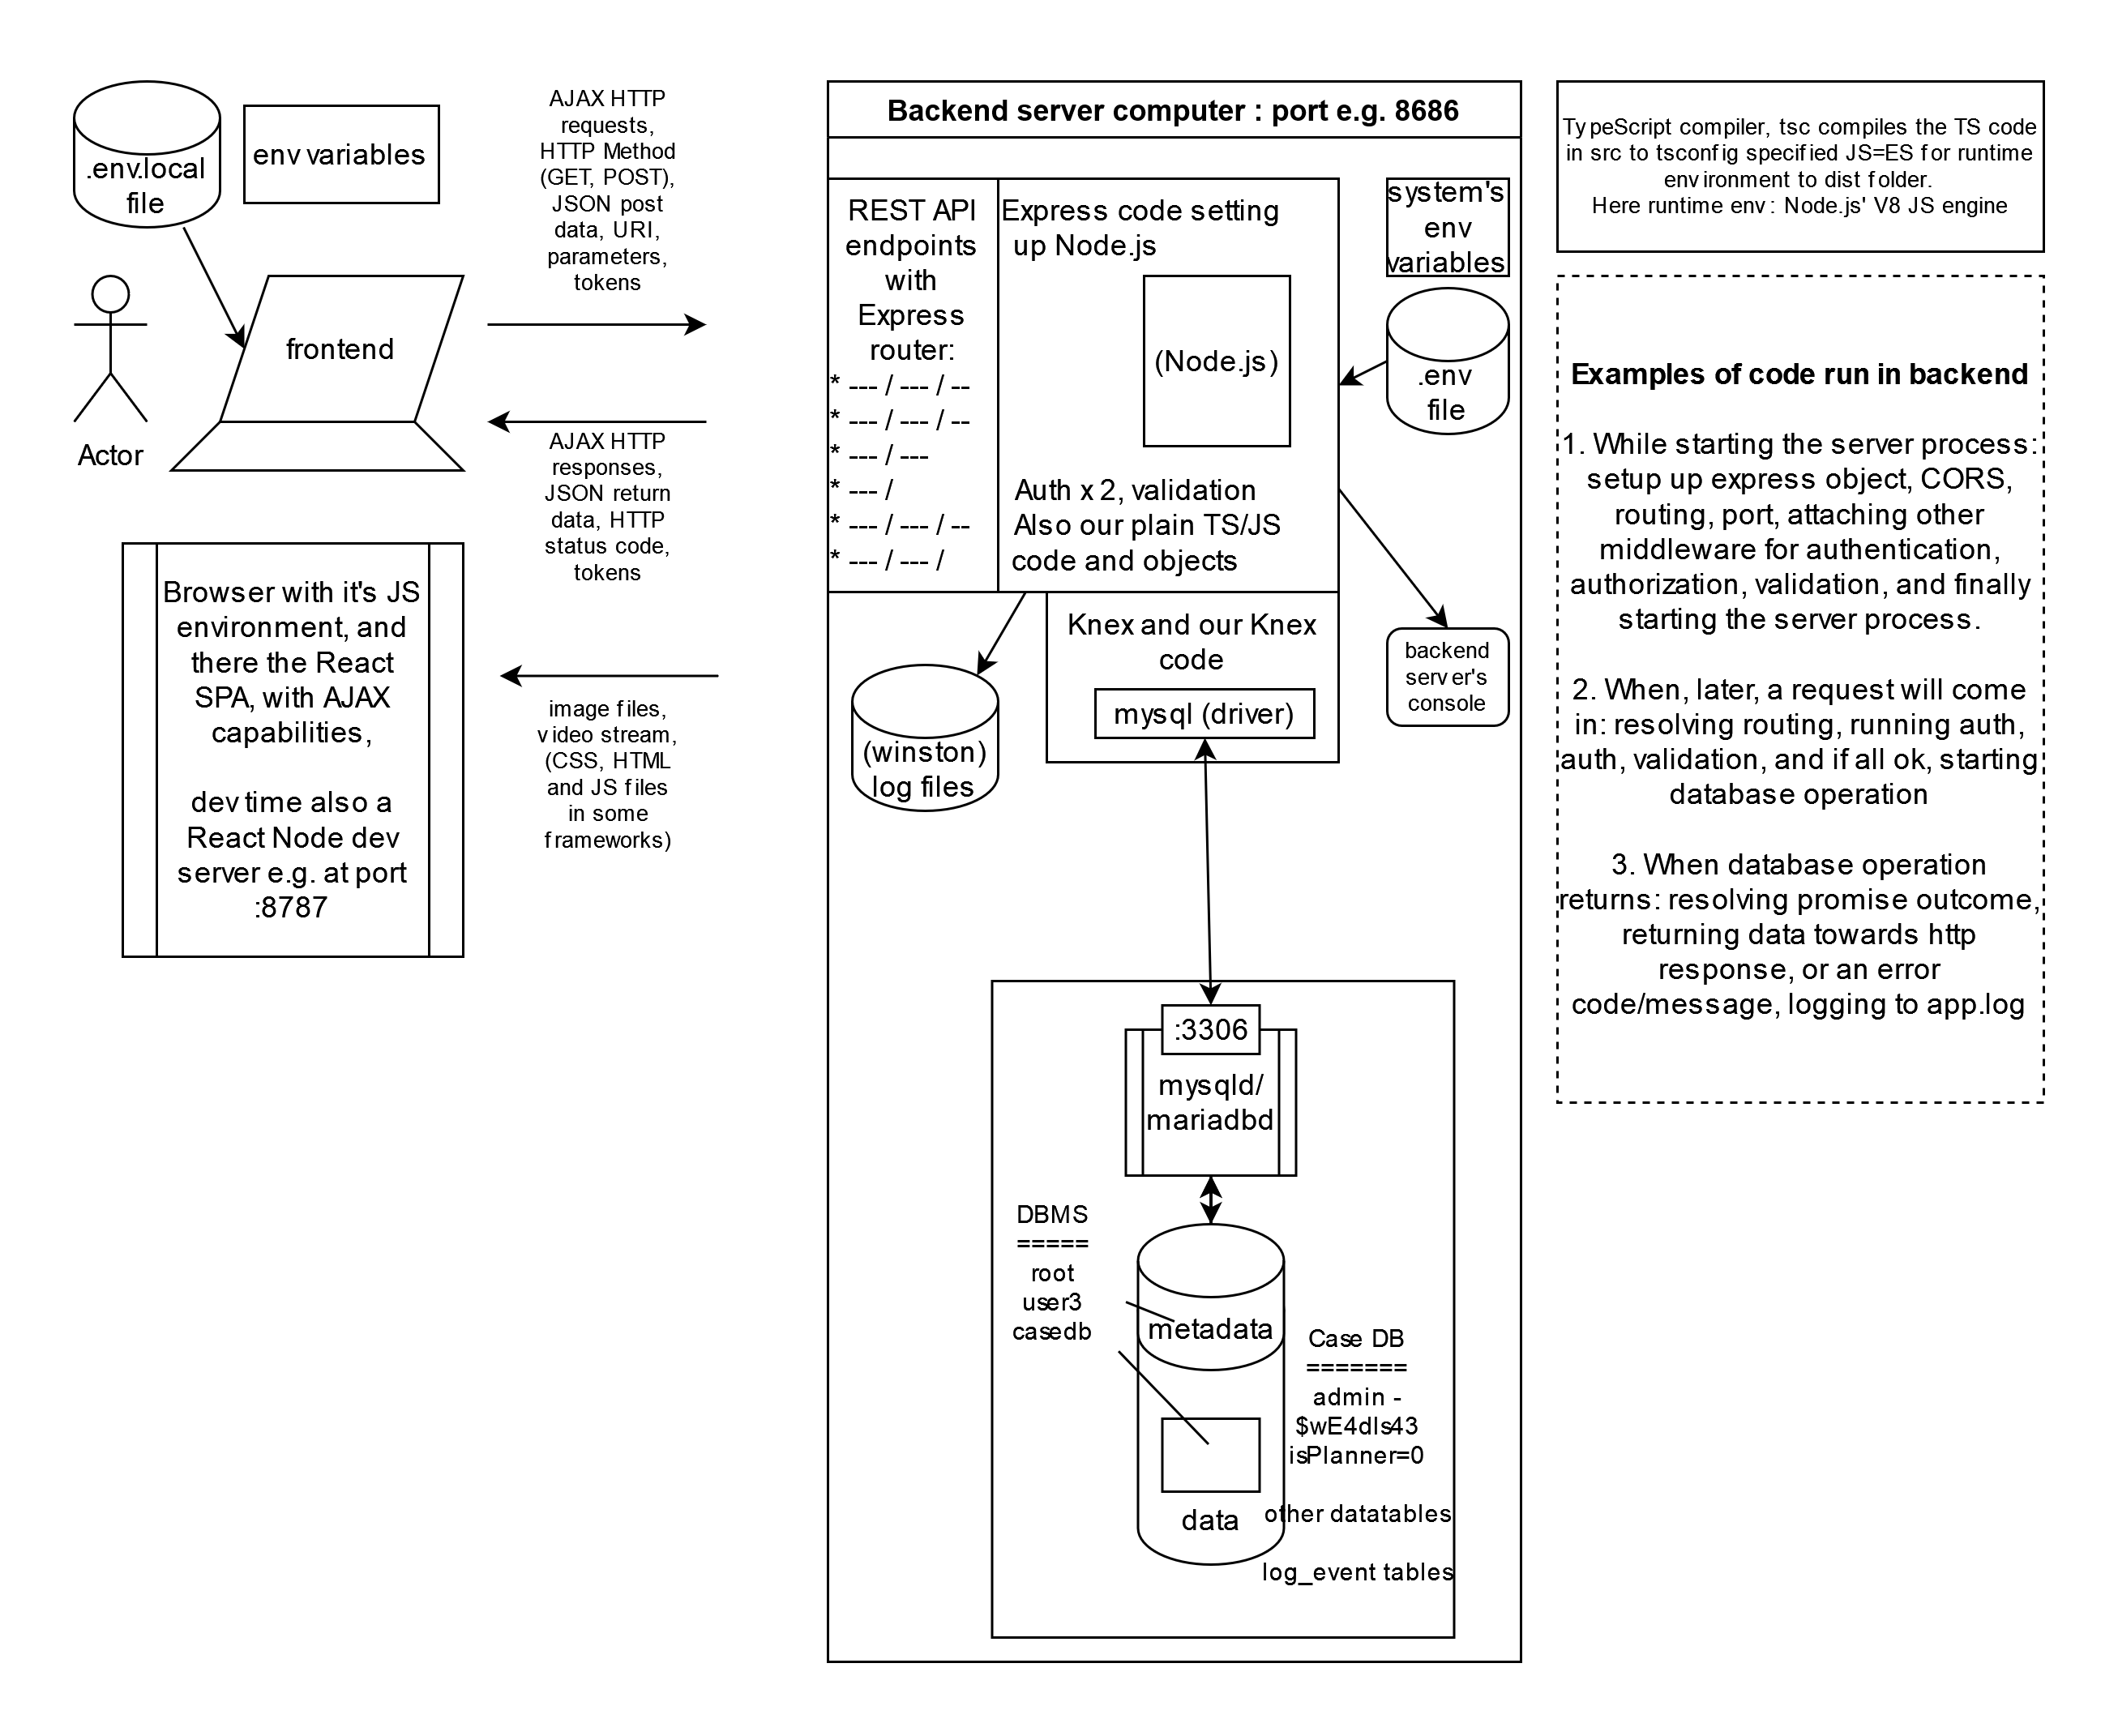 .env.local
file
env variables
AJAX HTTP
requests,
HTTP Method
(GET, POST),
JSON post
data, URI,
parameters,
tokens
frontend
Actor
AJAX HTTP
responses,
JSON return
data, HTTP
status code,
tokens
Browser with it's JS
environment, and
there the React
SPA, with AJAX
capabilities,
dev time also a
React Node dev
server e.g. at port
:8787
image files,
video stream,
(CSS, HTML
and JS files
in some
frameworks)
Backend server computer : port e.g. 8686
REST API
endpoints
with
Express
router:
* --- / --- / --
* --- / --- / --
* --- / ---
* --- /
* --- / --- / --
* --- / --- /
Express code setting
up Node.js
(Node.js)
Auth x 2, validation
Also our plain TS/JS
code and objects
system's
env
variables
.env
file
backend
server's
console
Knex and our Knex
code
mysql (driver)
(winston)
log files
:3306
mysqld/
mariadbd
DBMS
=====
root
user3
casedb
metadata
data
Case DB
=======
admin -
$wE4dls43
isPlanner=0
other datatables
log_event tables
TypeScript compiler, tsc compiles the TS code
in src to tsconfig specified JS=ES for runtime
environment to dist folder.
Here runtime env: Node.js' V8 JS engine
Examples of code run in backend
1. While starting the server process:
setup up express object, CORS,
routing, port, attaching other
middleware for authentication,
authorization, validation, and finally
starting the server process.
2. When, later, a request will come
in: resolving routing, running auth,
auth, validation, and if all ok, starting
database operation
3. When database operation
returns: resolving promise outcome,
returning data towards http
response, or an error
code/message, logging to app.log